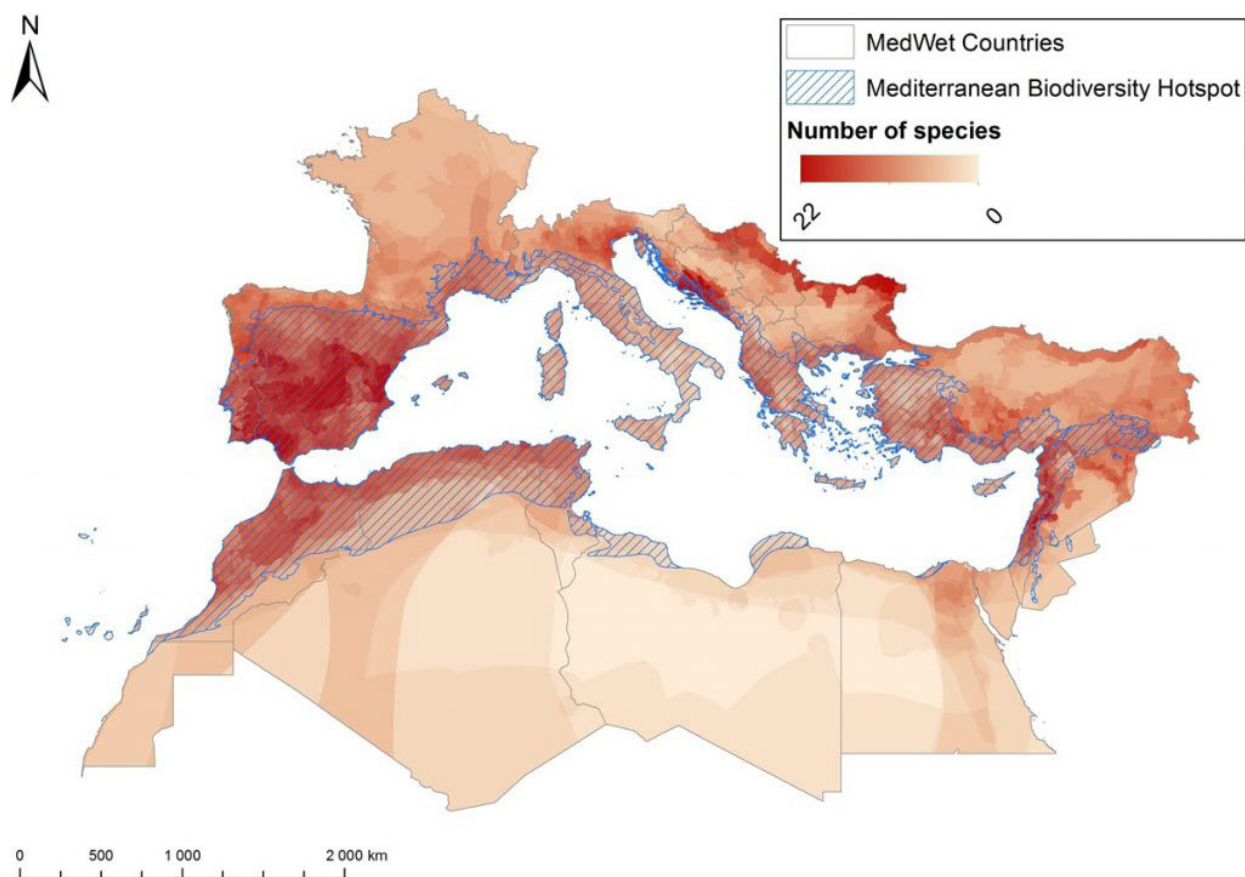 N
MedWet Countries
Mediterranean Biodiversity Hotspot
Number of species
22 0
0 500 1 000 2 000 km